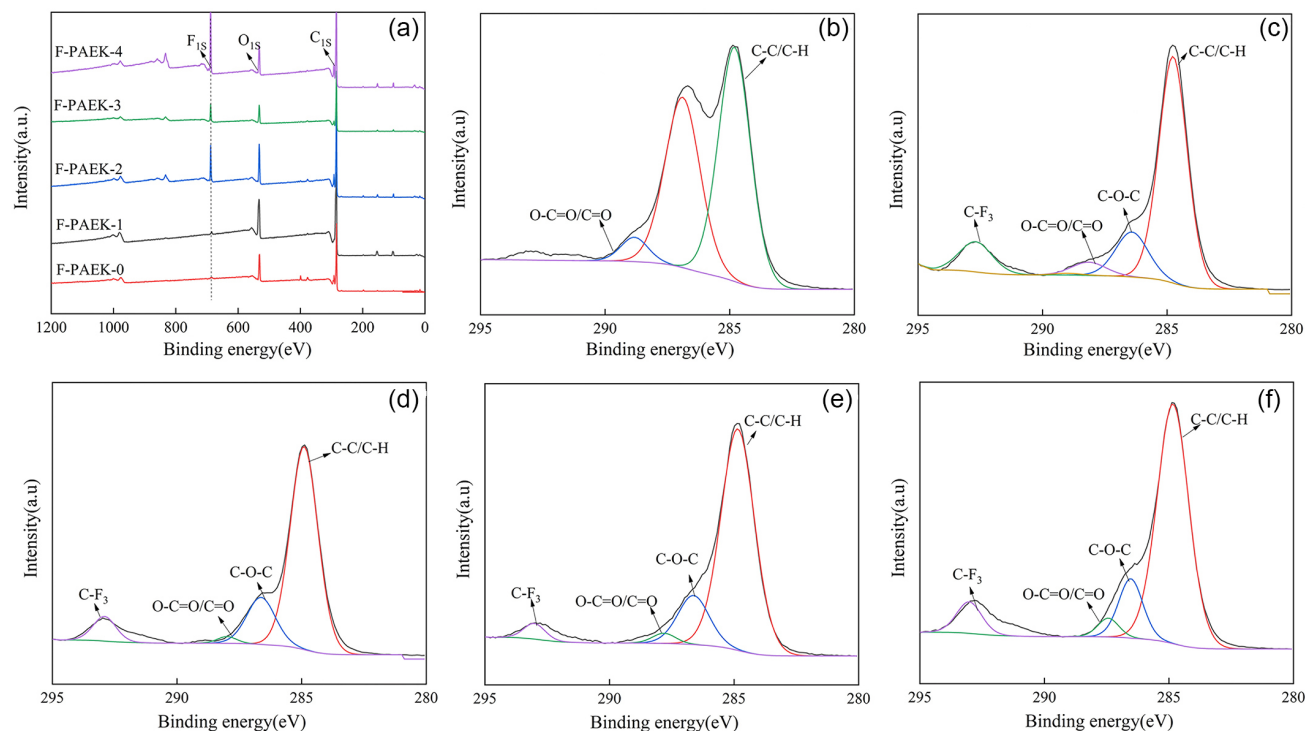 (a)
F₁S
O₁S
C₁S
F-PAEK-4
F-PAEK-3
F-PAEK-2
F-PAEK-1
F-PAEK-0
Intensity(a.u.)
1200 1000 800 600 400 200 0
Binding energy(eV)
(b)
C-C/C-H
O-C=O/C=O
Intensity(a.u)
295 290 285 280
Binding energy(eV)
(c)
C-C/C-H
C-O-C
C-F₃
O-C=O/C=O
Intensity(a.u)
295 290 285 280
Binding energy(eV)
(d)
C-C/C-H
C-O-C
C-F₃
O-C=O/C=O
Intensity(a.u)
295 290 285 280
Binding energy(eV)
(e)
C-C/C-H
C-O-C
C-F₃
O-C=O/C=O
Intensity(a.u)
295 290 285 280
Binding energy(eV)
(f)
C-C/C-H
C-O-C
C-F₃
O-C=O/C=O
Intensity(a.u)
295 290 285 280
Binding energy(eV)